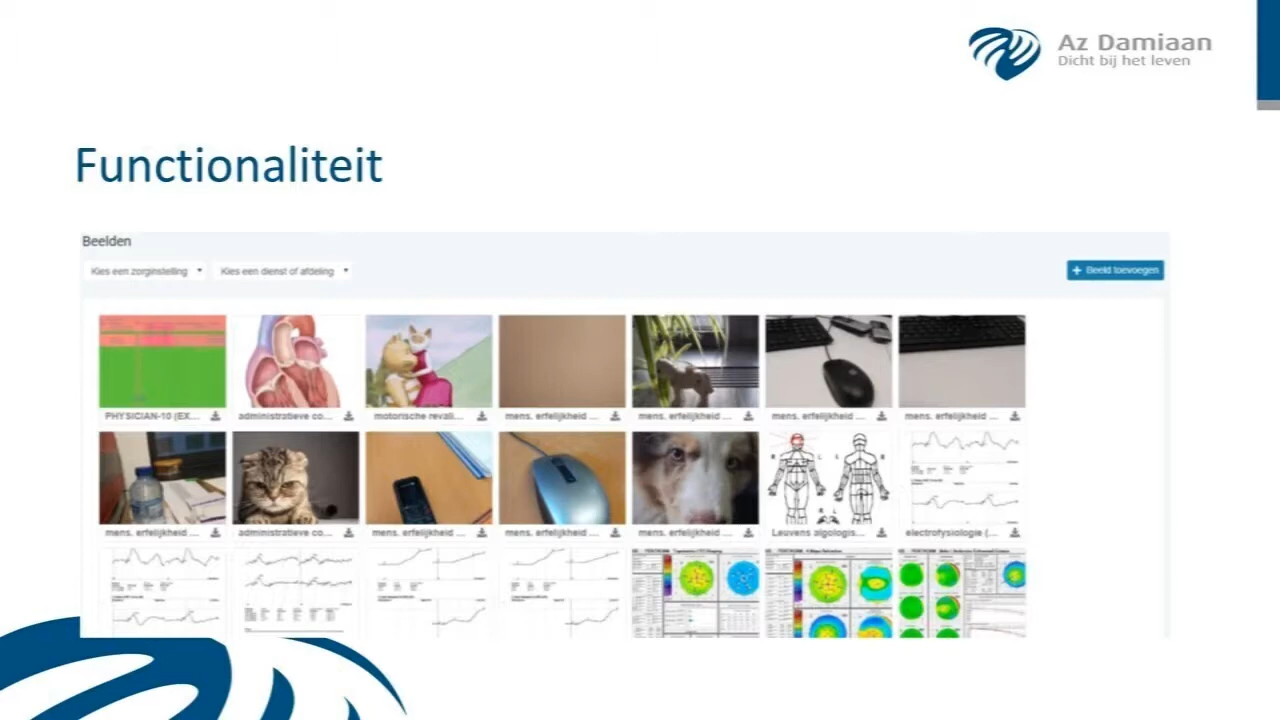 Az Damiaan
Dicht bij het leven
Functionaliteit
Beelden
Kies een zorginstelling
Kies een dienst of afdeling
+ Beeld toevoegen
PHYSICIAN-10 (EX...
administratieve co...
motorische revali...
mens. erfelijkheid ...
mens. erfelijkheid ...
mens. erfelijkheid ...
mens. erfelijkheid ...
mens. erfelijkheid ...
administratieve co...
mens. erfelijkheid ...
mens. erfelijkheid ...
mens. erfelijkheid ...
Leuvens algologis...
electrofysiologie (...
R L L R
R L